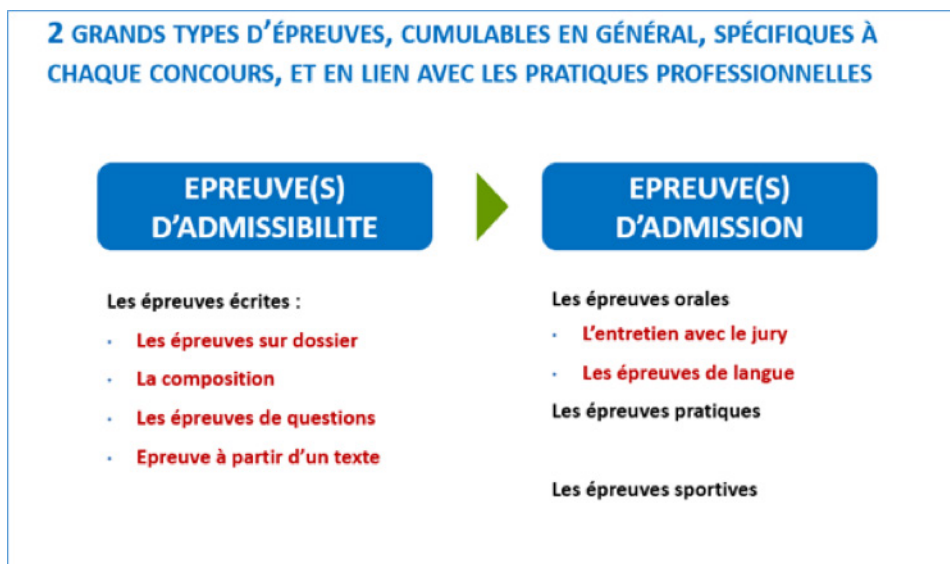 2 GRANDS TYPES D'ÉPREUVES, CUMULABLES EN GÉNÉRAL, SPÉCIFIQUES À
CHAQUE CONCOURS, ET EN LIEN AVEC LES PRATIQUES PROFESSIONNELLES
EPREUVE(S)
D'ADMISSIBILITE
Les épreuves écrites :
· Les épreuves sur dossier
· La composition
· Les épreuves de questions
· Epreuve à partir d'un texte
EPREUVE(S)
D'ADMISSION
Les épreuves orales
· L'entretien avec le jury
· Les épreuves de langue
Les épreuves pratiques
Les épreuves sportives